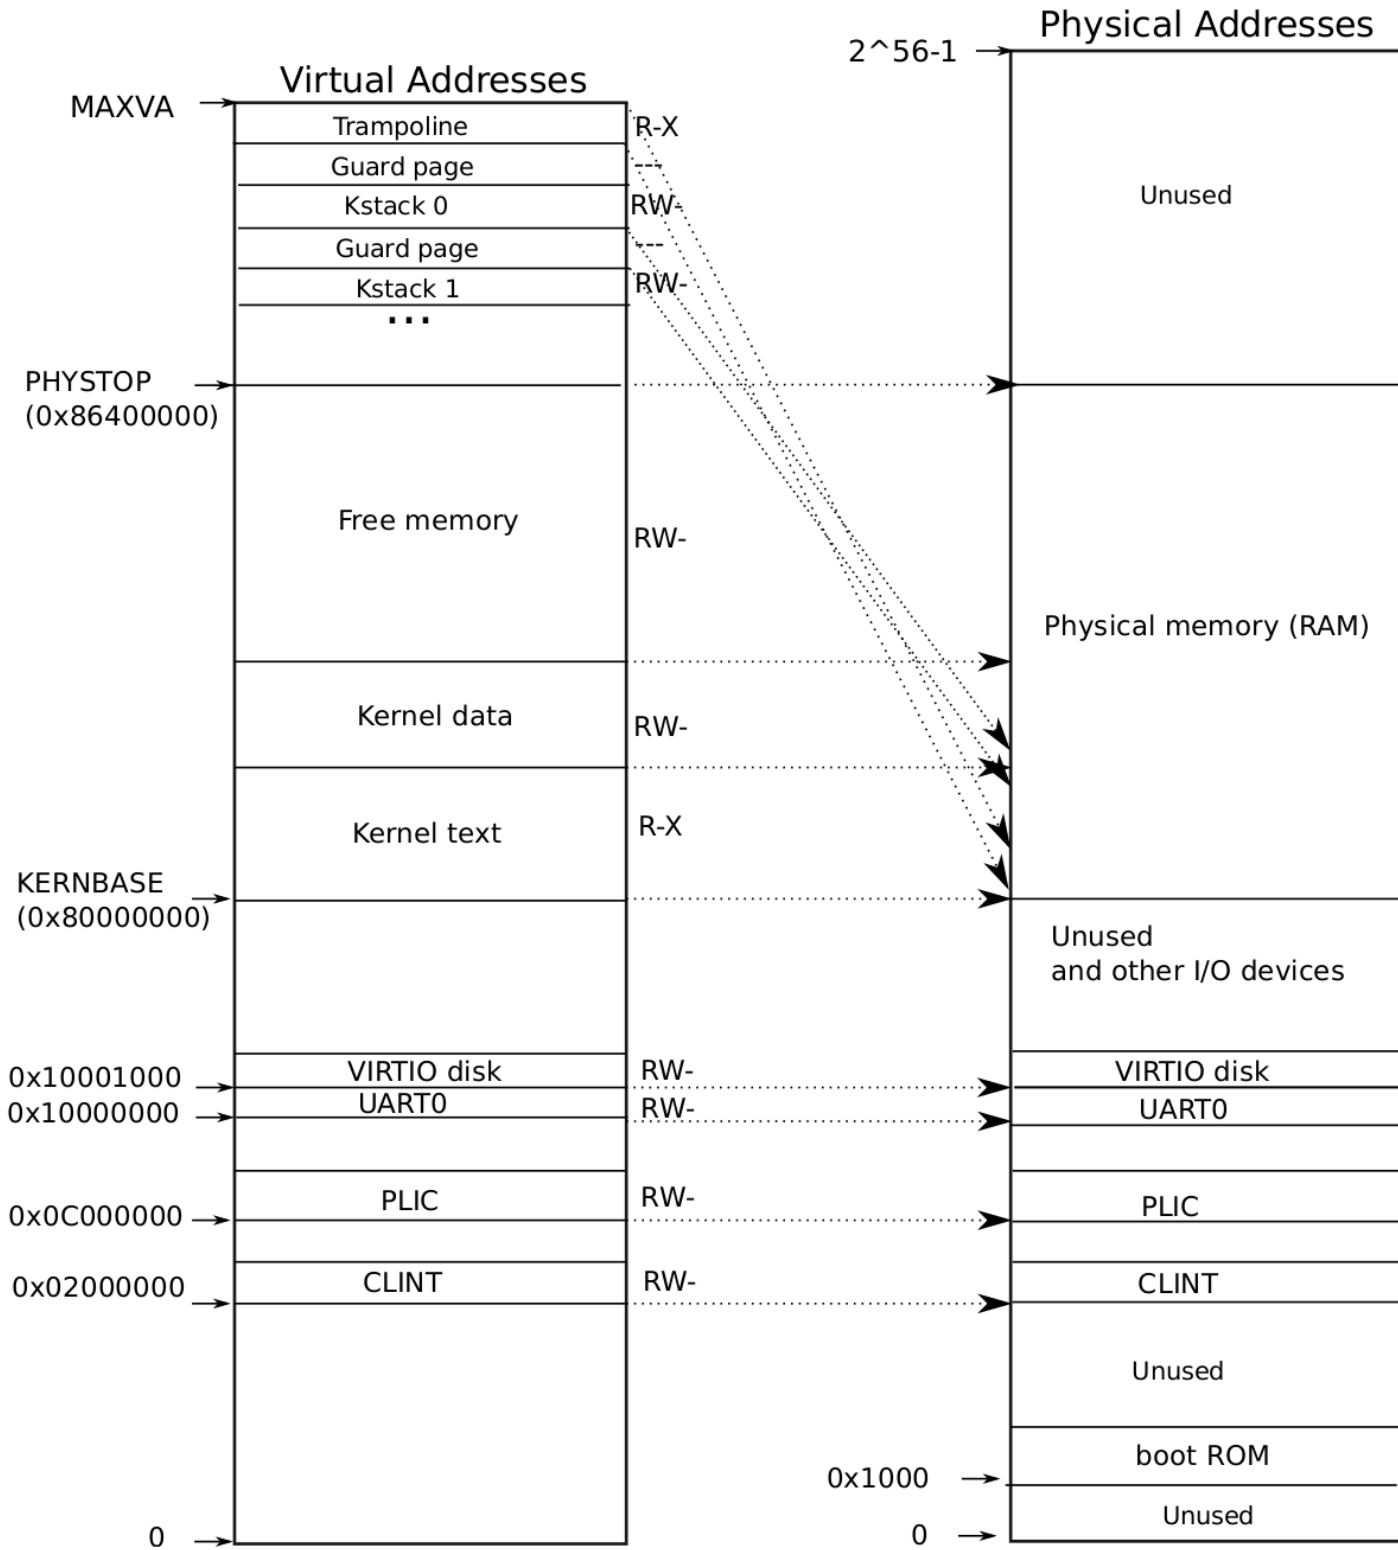 Physical Addresses
2^56-1
Virtual Addresses
MAXVA
Trampoline
R-X
Guard page
---
Unused
Kstack 0
RW-
Guard page
---
Kstack 1
RW-
...
PHYSTOP
(0x86400000)
Free memory
RW-
Physical memory (RAM)
Kernel data
RW-
Kernel text
R-X
KERNBASE
(0x80000000)
Unused
and other I/O devices
0x10001000
VIRTIO disk
RW-
VIRTIO disk
0x10000000
UART0
RW-
UART0
0x0C000000
PLIC
RW-
PLIC
0x02000000
CLINT
RW-
CLINT
Unused
boot ROM
0x1000
Unused
0
0